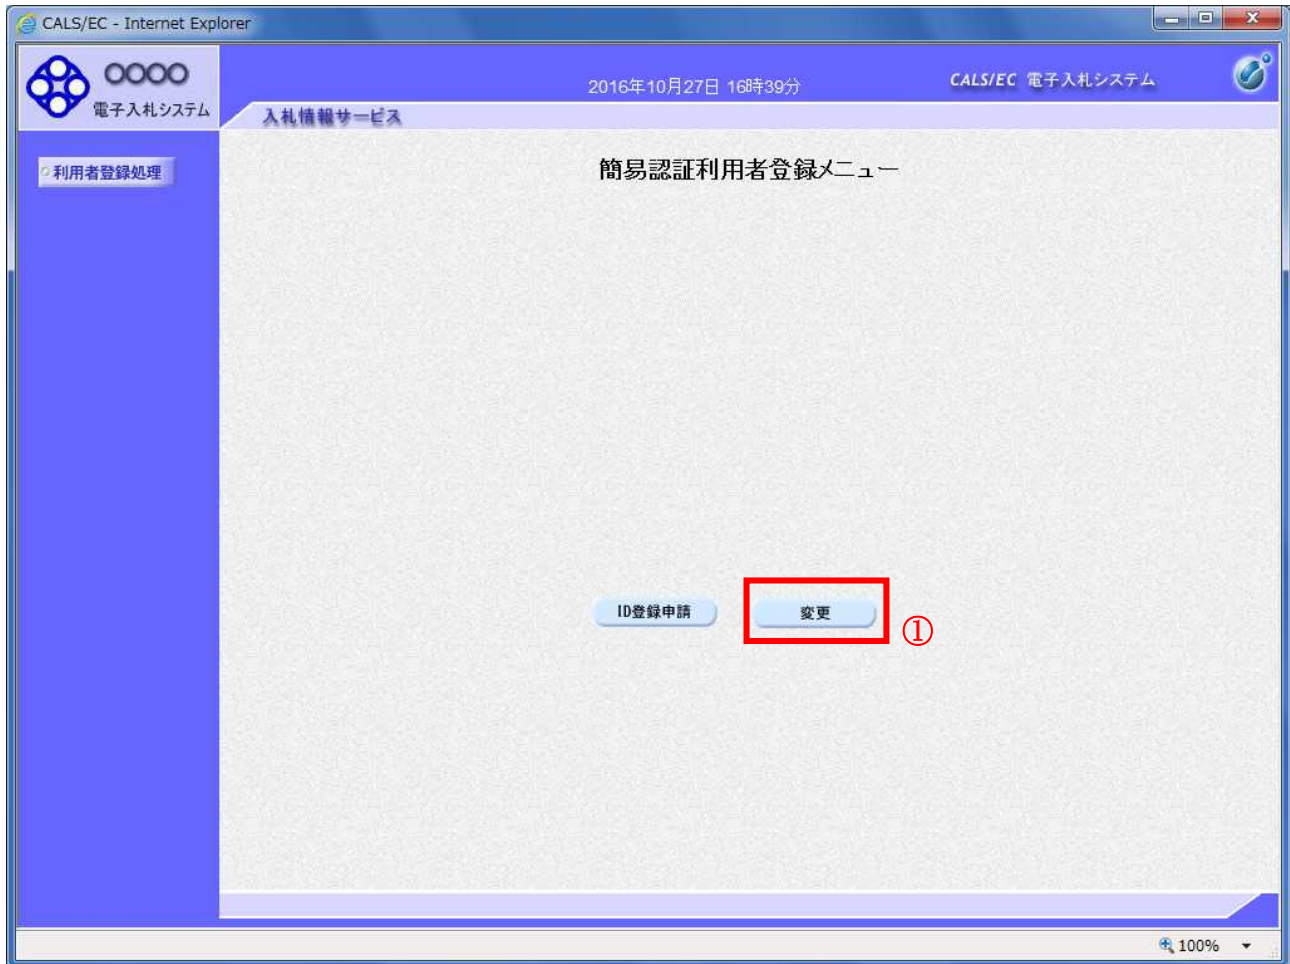 CALS/EC - Internet Explorer
○○○○
電子入札システム
2016年10月27日 16時39分
CALS/EC 電子入札システム
入札情報サービス
利用者登録処理
簡易認証利用者登録メニュー
ID登録申請
変更
①
100%